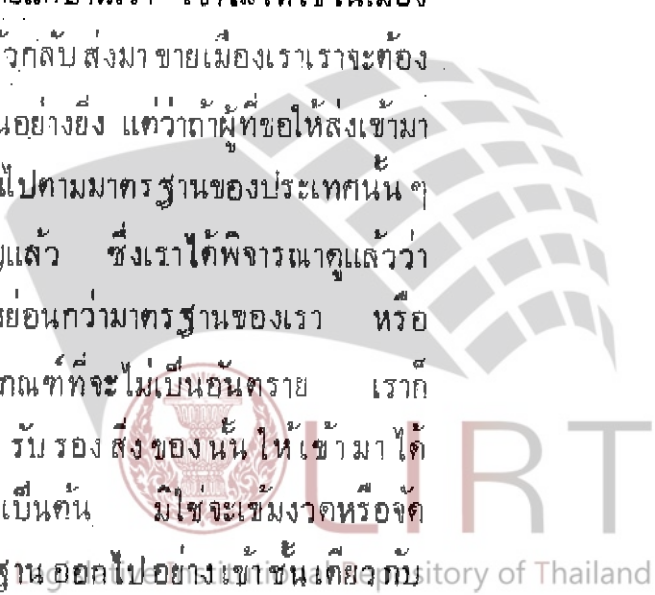 วกลับส่งมาขายเมืองเราเราจะต้อง
นอย่างยิ่ง แต่ว่าถ้าผู้ที่ขอให้ส่งเข้ามา
นไปตามมาตรฐานของประเทศนั้น ๆ
แล้ว ซึ่งเราได้พิจารณาดูแล้วว่า
หย่อนกว่ามาตรฐานของเรา หรือ
ณฑ์ที่จะไม่เป็นอันตราย เราก็
รับรองสิ่งของนั้นให้เข้ามาได้
เป็นต้น มิใช่จะเข้มงวดหรือจัด
ฐานออกไปอย่างเข้าชั้นเดียวกับ
LIRT
Repository of Thailand